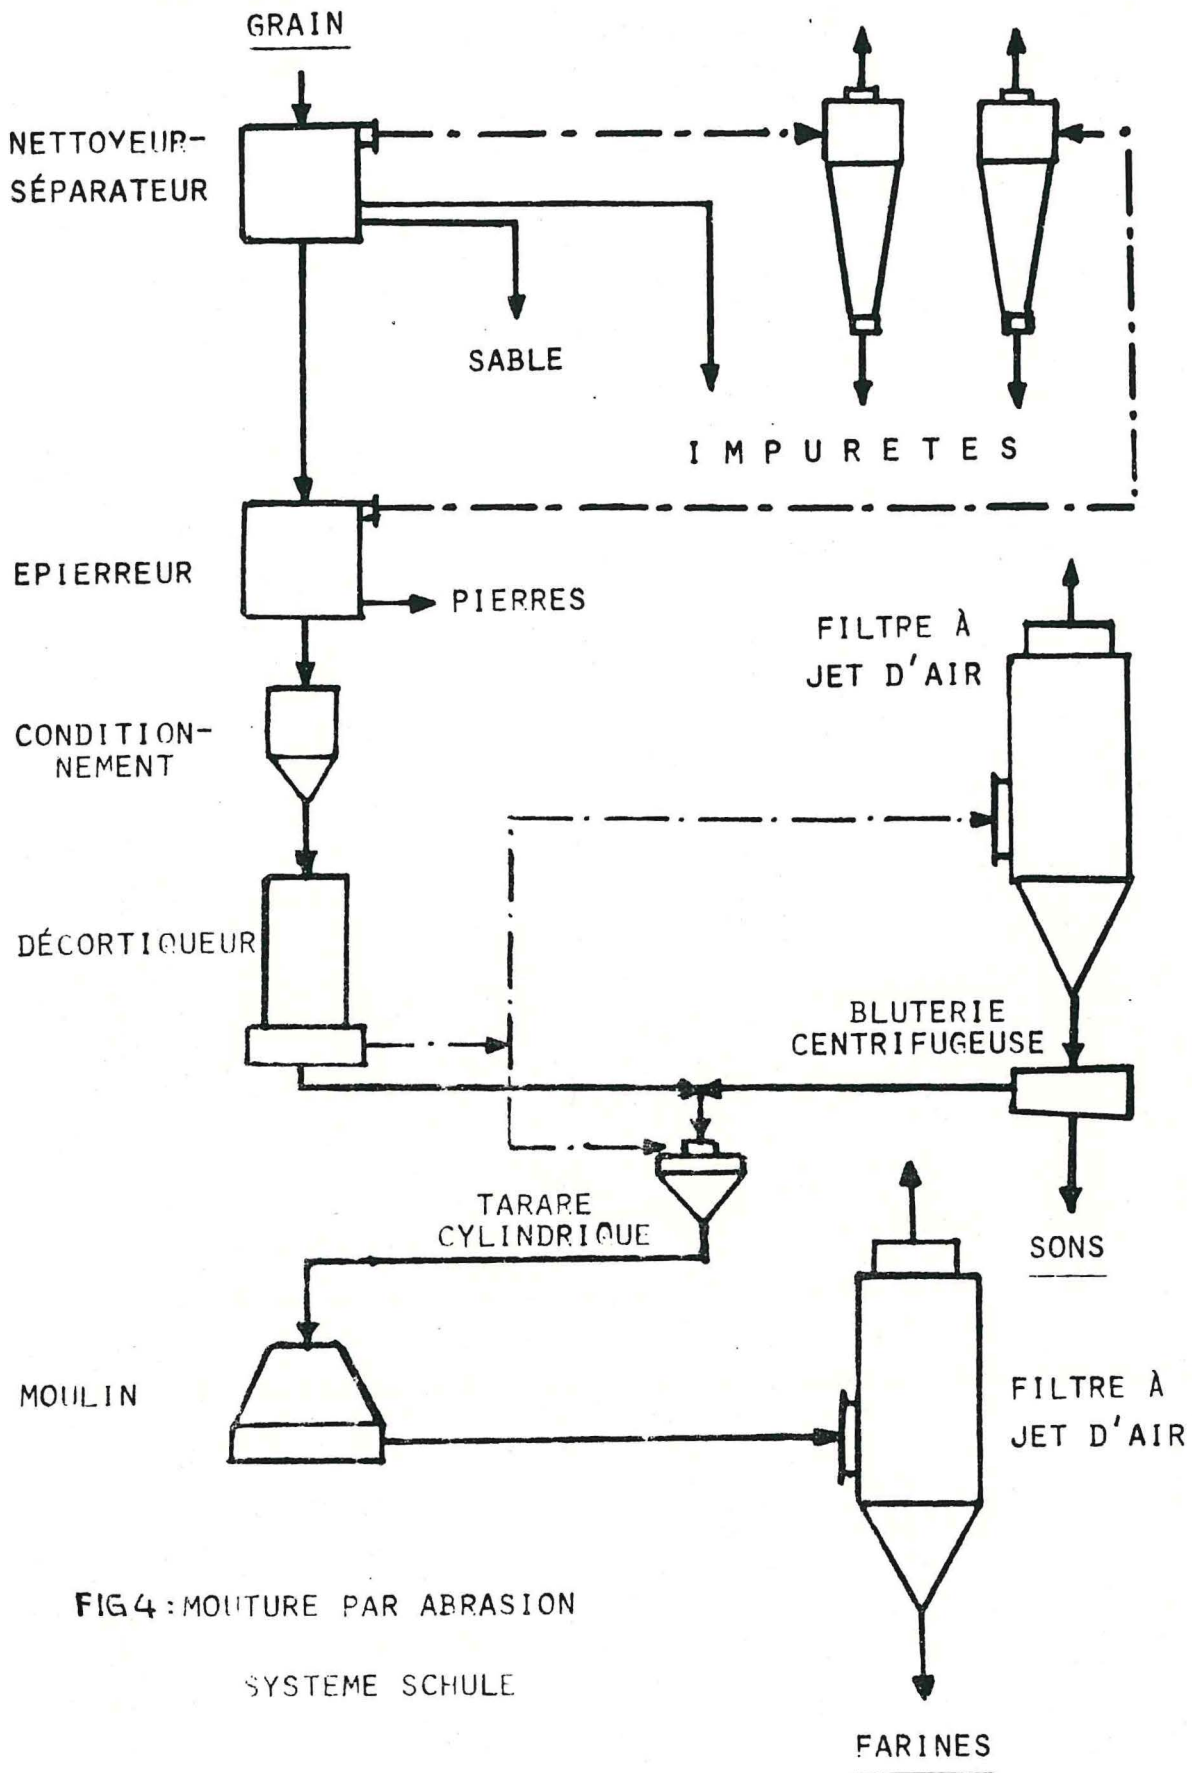 GRAIN
NETTOYEUR-
SÉPARATEUR
SABLE
IMPURETES
EPIERREUR
PIERRES
FILTRE À
JET D'AIR
CONDITION-
NEMENT
DÉCORTIQUEUR
BLUTERIE
CENTRIFUGEUSE
TARARE
CYLINDRIQUE
SONS
MOULIN
FILTRE À
JET D'AIR
FIG4: MOUTURE PAR ABRASION
SYSTEME SCHULE
FARINES